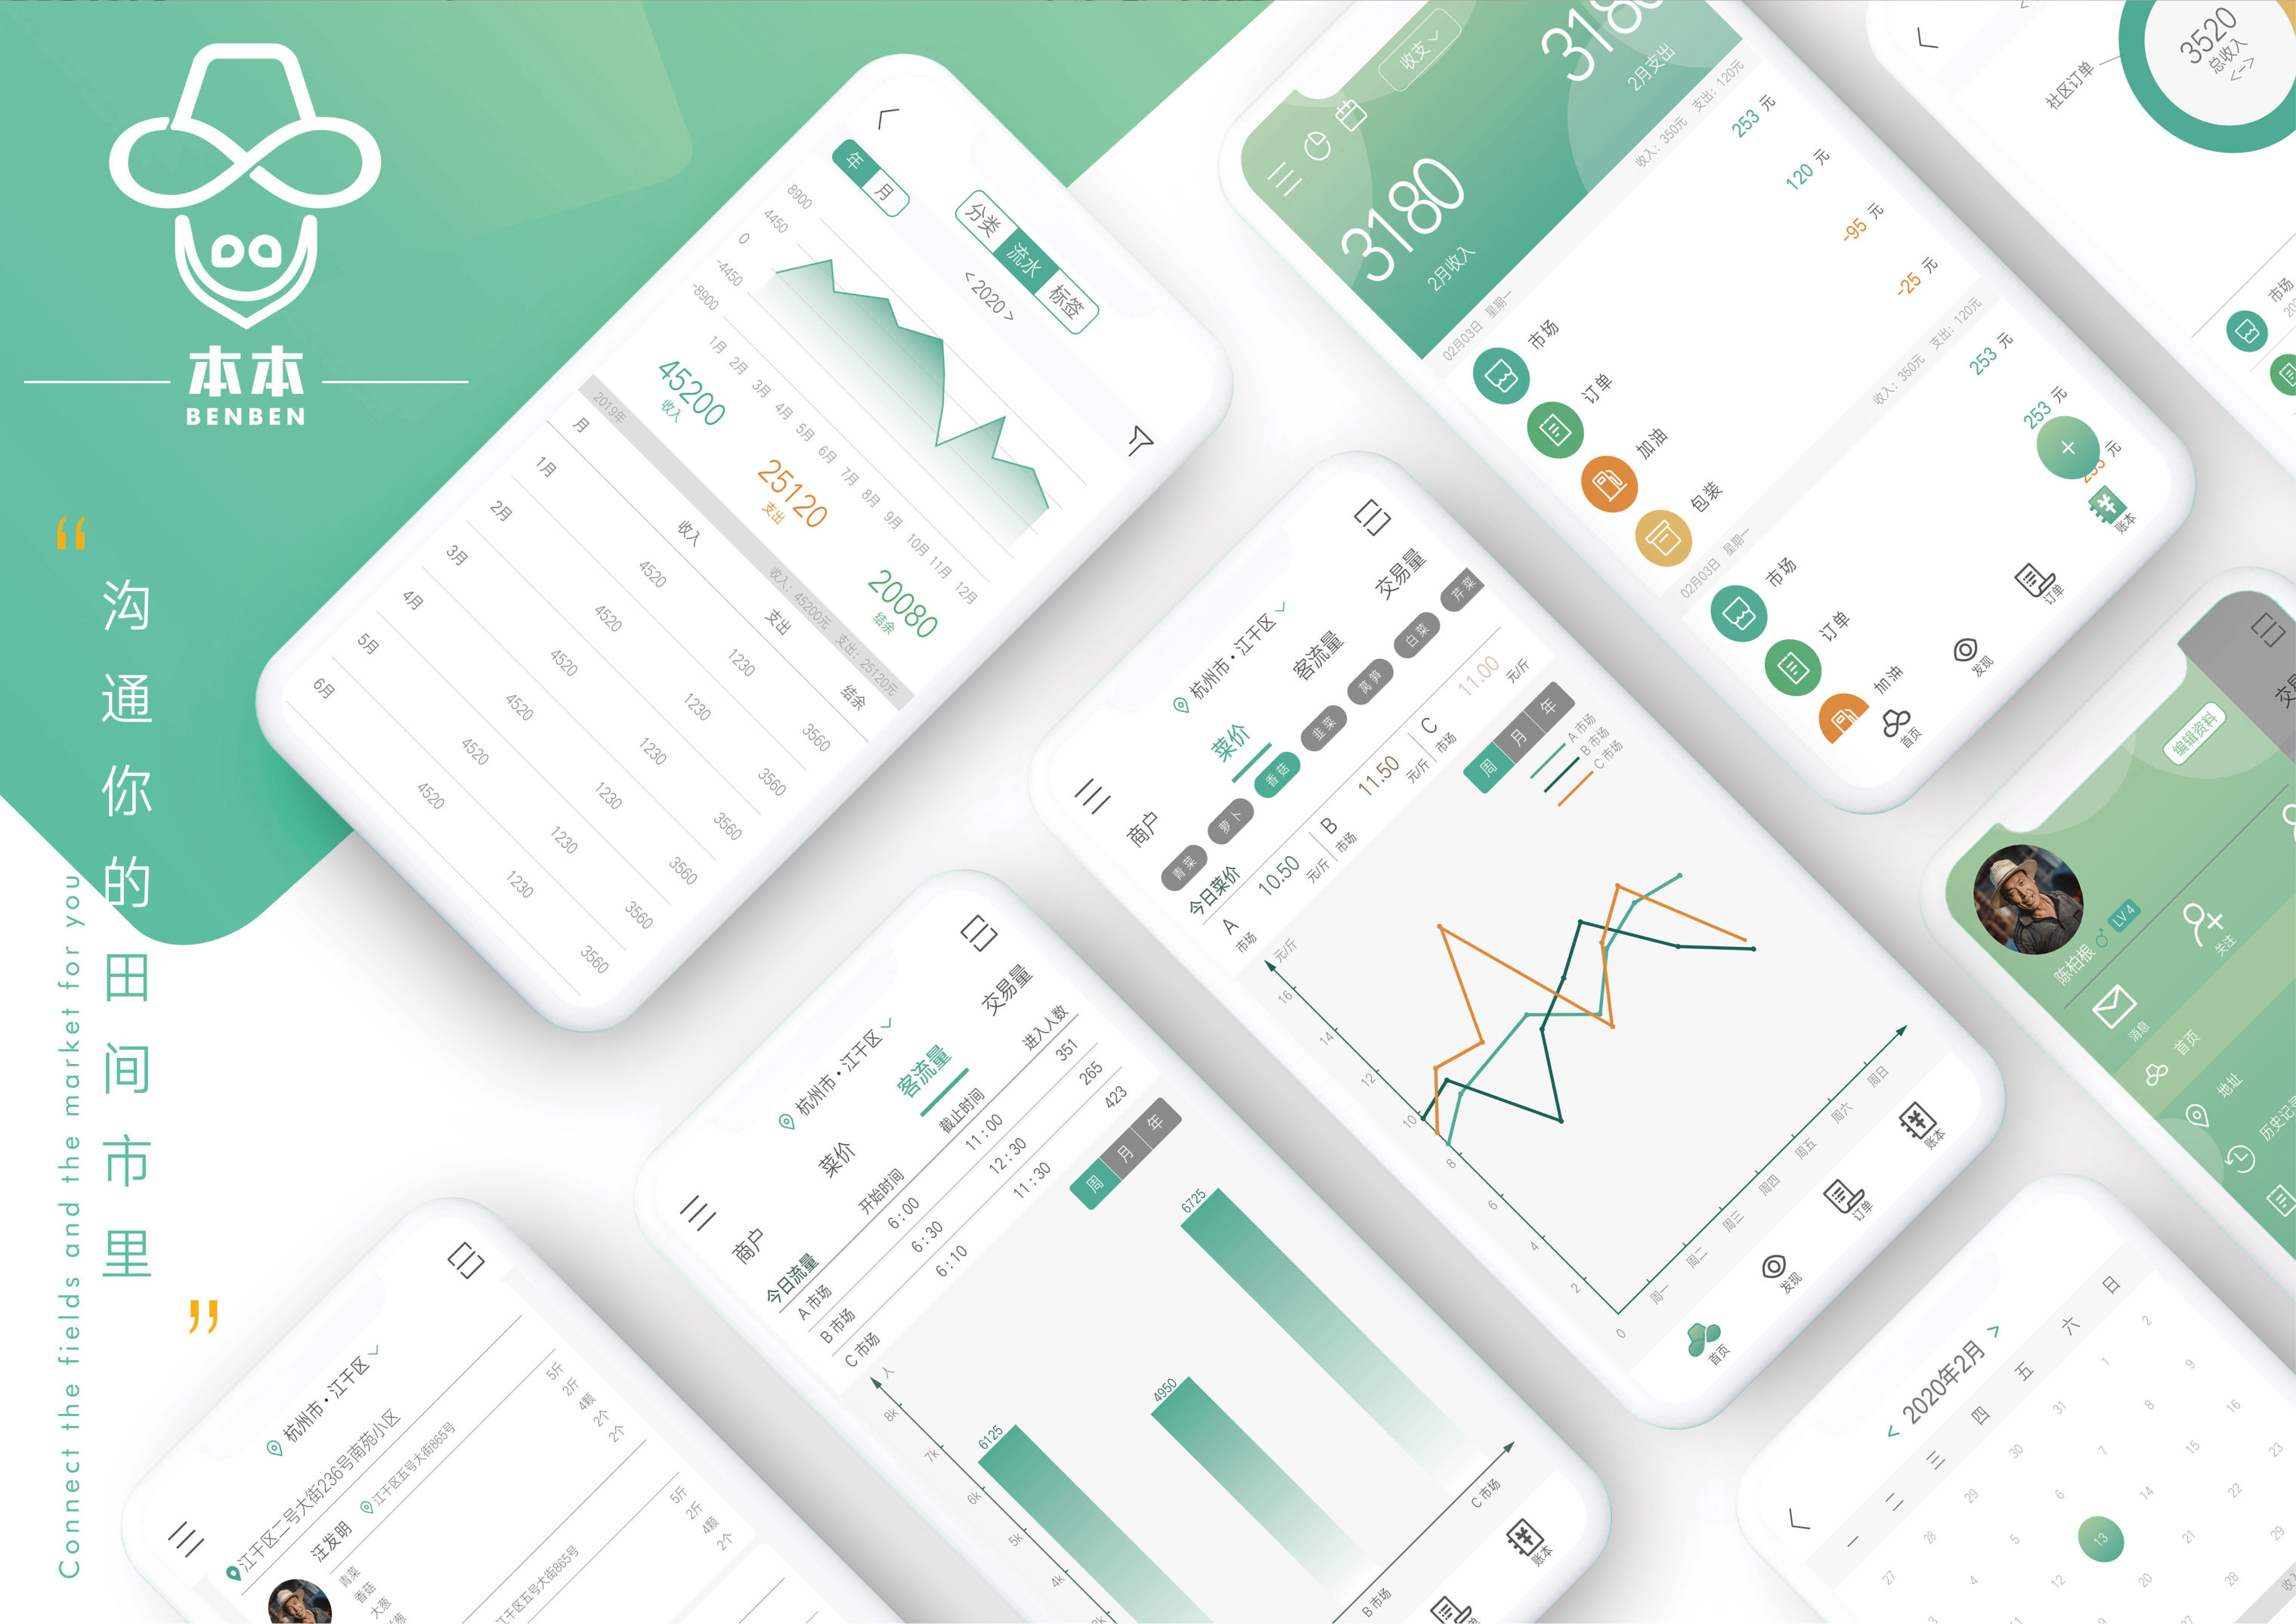 本本
BENBEN
“
沟通你的田间市里
”
Connect the fields and the market for you
年
月
分类
流水
标签
< 2020 >
8900
4450
0
-4450
-8900
1月 2月 3月 4月 5月 6月 7月 8月 9月 10月 11月 12月
45200
收入
25120
支出
20080
结余
2019年 收入：45200元 支出：25120元
月 收入 支出 结余
1月 4520 1230 3560
2月 4520 1230 3560
3月 4520 1230 3560
4月 4520 1230 3560
5月 4520 1230 3560
6月 4520 1230 3560
收支
3180
2月收入
3180
2月支出
02月03日 星期一 收入：350元 支出：120元
市场 253 元
订单 120 元
加油 -95 元
包装 -25 元
02月03日 星期一 收入：350元 支出：120元
市场 253 元
订单 253 元
加油 元
首页
发现
订单
账本
3520
总收入
<->
社区订单
市场
杭州市·江干区
商户 菜价 客流量 交易量
青菜 萝卜 香菇 韭菜 莴笋 白菜 芹菜
今日菜价
A 市场 10.50 元/斤
B 市场 11.50 元/斤
C 市场 11.00 元/斤
周 月 年
A 市场
B 市场
C 市场
元/斤
16
14
12
10
8
6
4
2
0
周一 周二 周三 周四 周五 周六 周日
首页
发现
订单
账本
杭州市·江干区
商户 菜价 客流量 交易量
今日流量 开始时间 截止时间 进入人数
A 市场 6:00 11:00 351
B 市场 6:30 12:30 265
C 市场 6:10 11:30 423
周 月 年
人
8k
7k
6k
5k
4k
6125
4950
6725
B 市场
C 市场
账本
杭州市·江干区
江干区二号大街236号南苑小区
汪发明 江干区五号大街865号
青菜
香菇
大葱
5斤
2斤
4颗
2个
2个
江干区五号大街865号
5斤
2斤
4颗
2个
编辑资料
陈柏根
LV4
消息
关注
首页
地址
历史记录
< 2020年2月 >
一 二 三 四 五 六 日
27 28 29 30 31 1 2
4 5 6 7 8 9
12 13 14 15 16
20 21 22 23
28 29